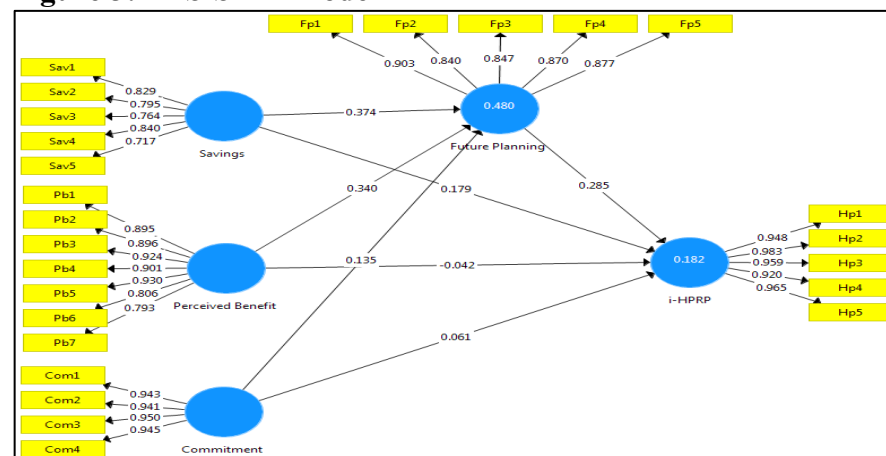 Fp1 Fp2 Fp3 Fp4 Fp5
0.903 0.840 0.847 0.870 0.877
Sav1
Sav2
Sav3
Sav4
Sav5
0.829
0.795
0.764
0.840
0.717
Savings
0.374
0.480
Future Planning
0.340
0.179
0.285
Pb1
Pb2
Pb3
Pb4
Pb5
Pb6
Pb7
0.895
0.896
0.924
0.901
0.930
0.806
0.793
Perceived Benefit
0.135
-0.042
0.182
i-HPRP
0.948
0.983
0.959
0.920
0.965
Hp1
Hp2
Hp3
Hp4
Hp5
0.061
Com1
Com2
Com3
Com4
0.943
0.941
0.950
0.945
Commitment